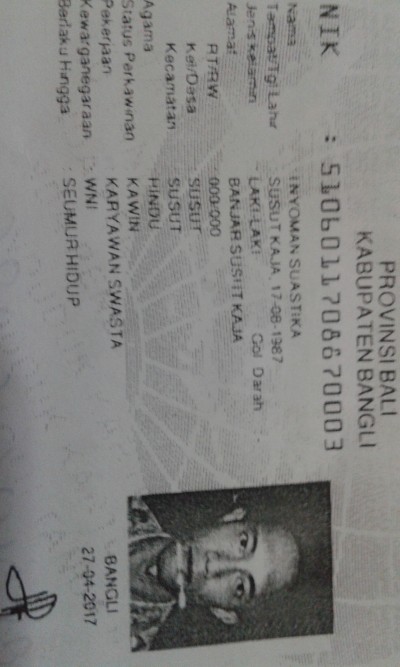 PROVINSI BALI
KABUPATEN BANGLI
NIK : 5106011708870003
Nama I NYOMAN SUASTIKA
Tempat/Tgl Lahir SUSUT KAJA, 17-08-1987
Jenis kelamin : LAKI-LAKI Gol Darah : -
Alamat BANJAR SUSUT KAJA
RT/RW 000/000
Kel/Desa SUSUT
Kecamatan SUSUT
Agama HINDU
Status Perkawinan KAWIN
Pekerjaan KARYAWAN SWASTA
Kewarganegaraan : WNI
Berlaku Hingga : SEUMUR HIDUP
BANGLI
27-04-2017